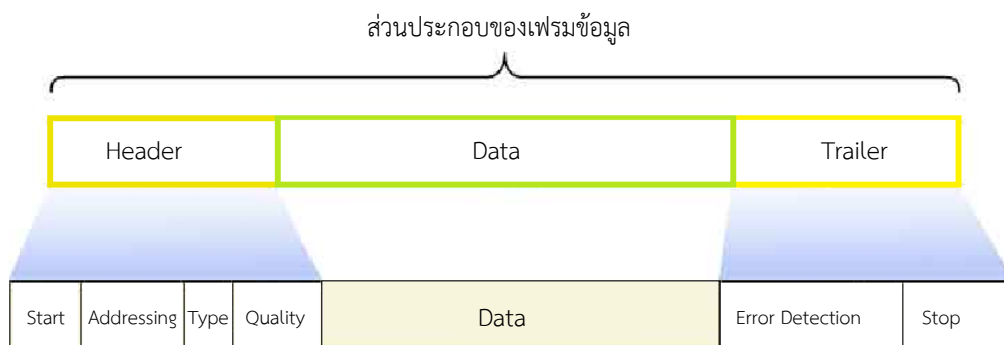 ส่วนประกอบของเฟรมข้อมูล
Header Data Trailer
Start Addressing Type Quality Data Error Detection Stop